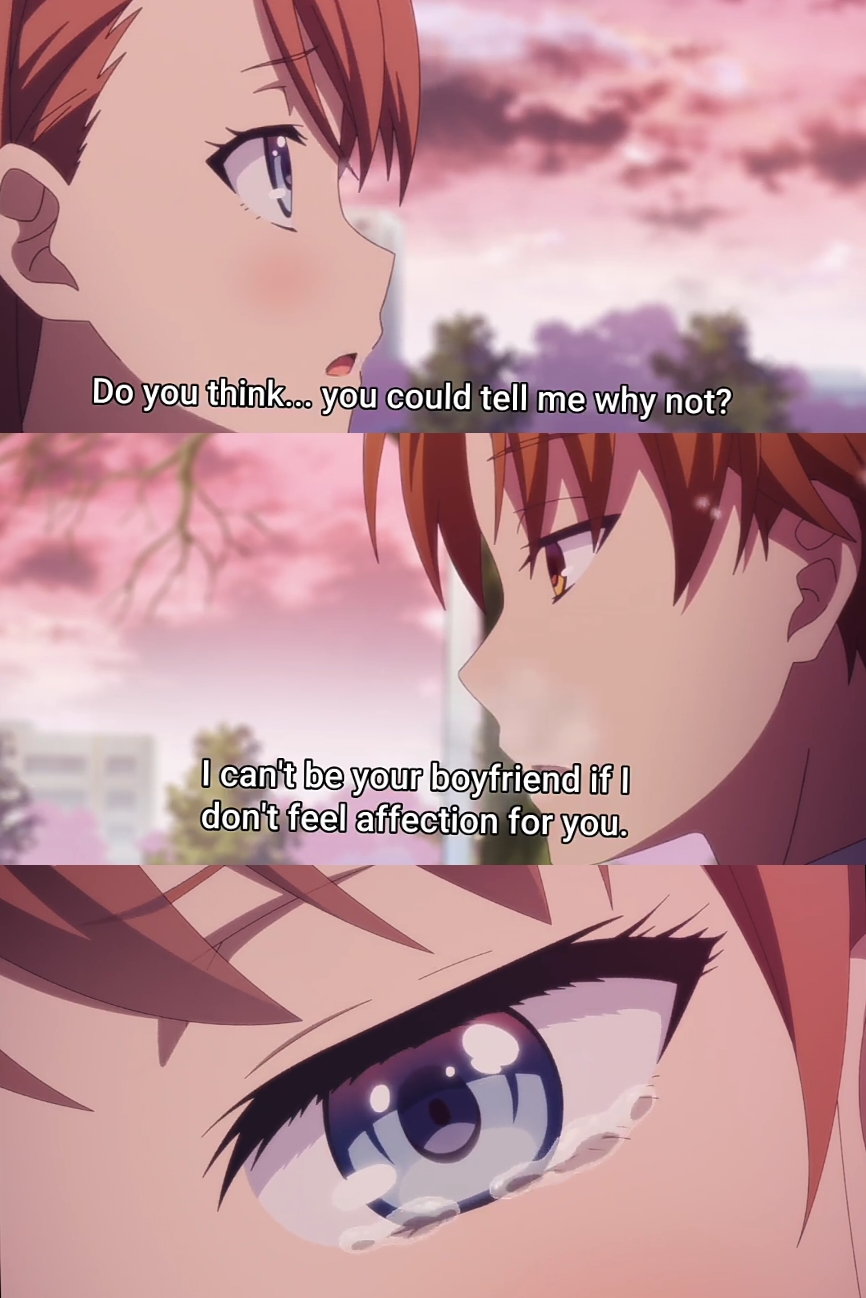 Do you think... you could tell me why not?
I can't be your boyfriend if I
don't feel affection for you.